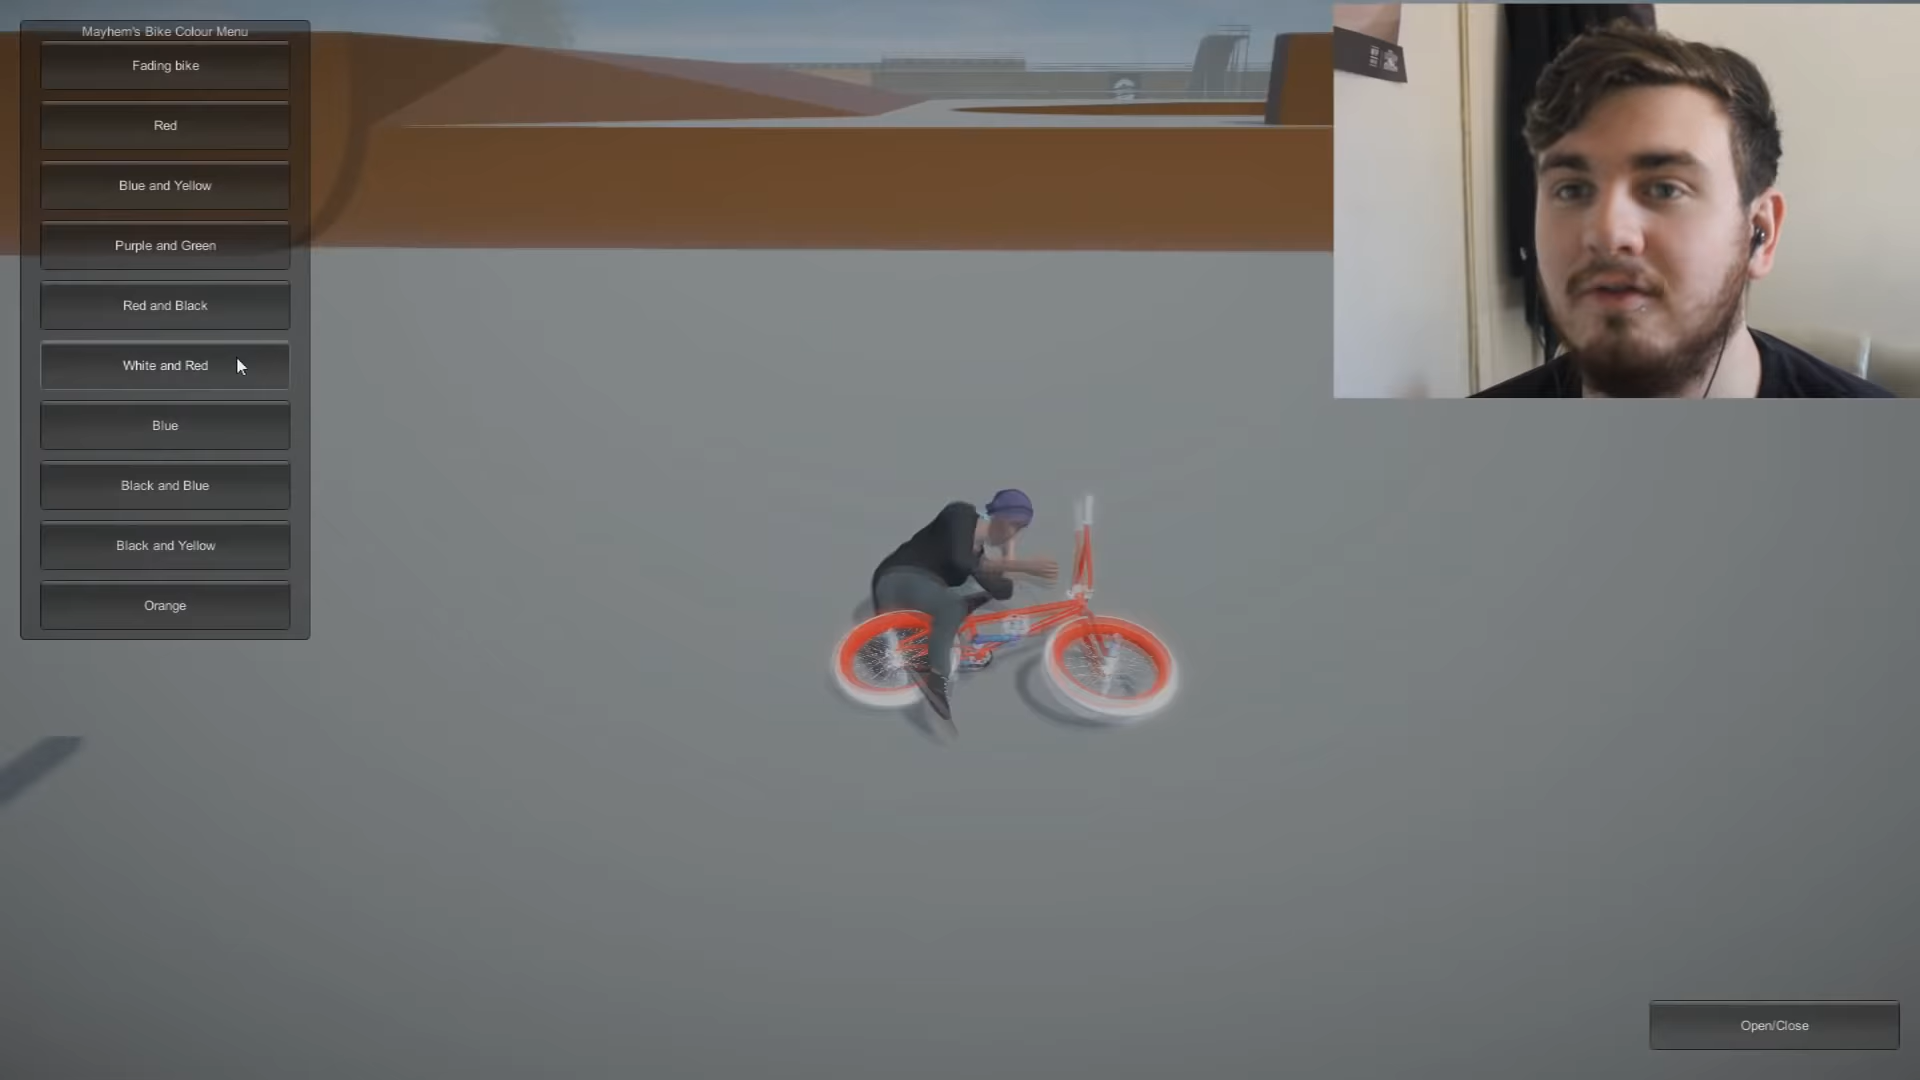 Mayhem's Bike Colour Menu
Fading bike
Red
Blue and Yellow
Purple and Green
Red and Black
White and Red
Blue
Black and Blue
Black and Yellow
Orange
Open/Close